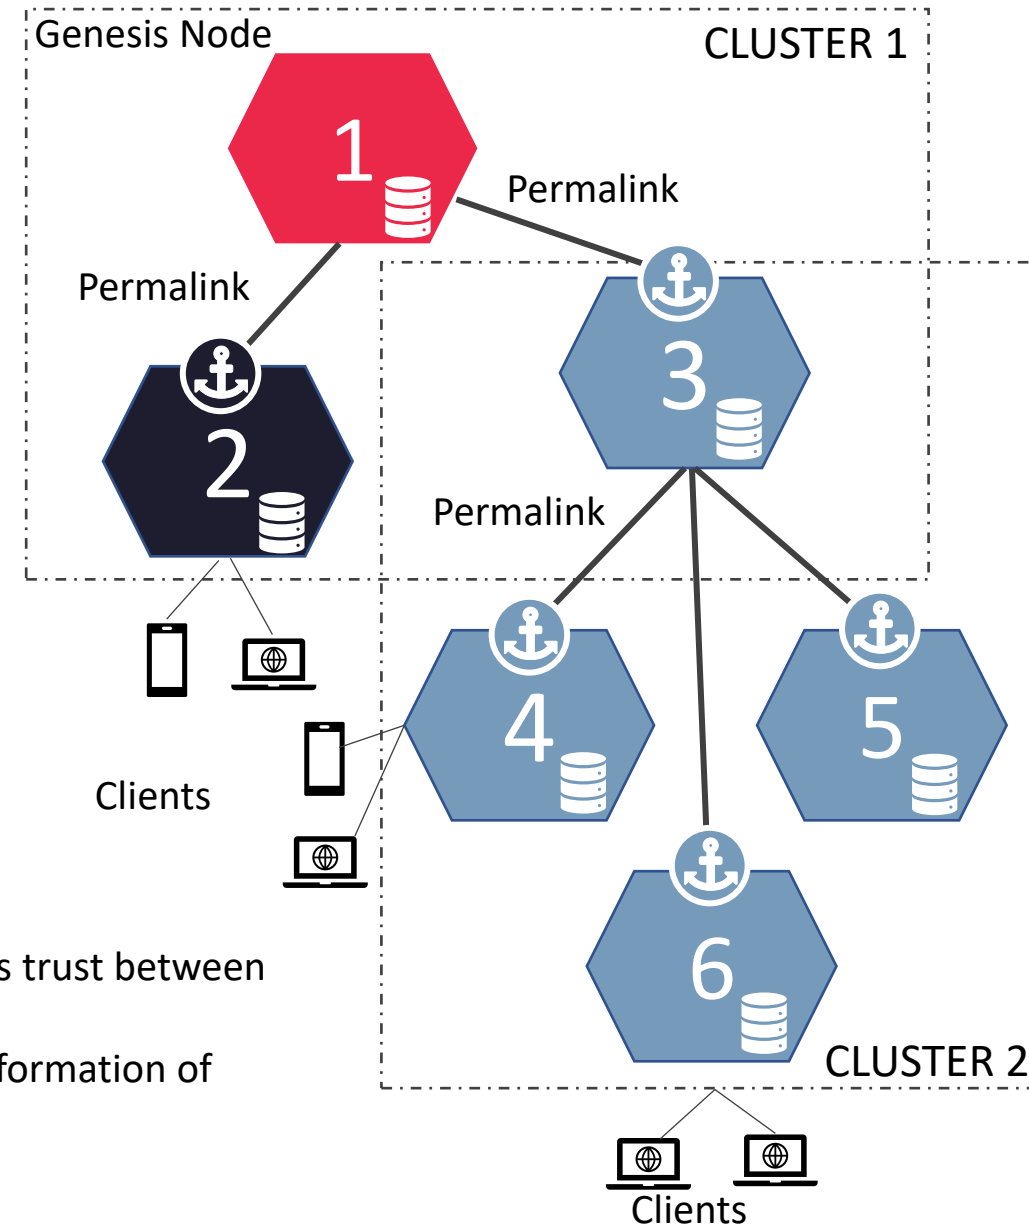 Genesis Node
CLUSTER 1
1
Permalink
Permalink
3
2
Permalink
4
5
Clients
6
s trust between
formation of
CLUSTER 2
Clients